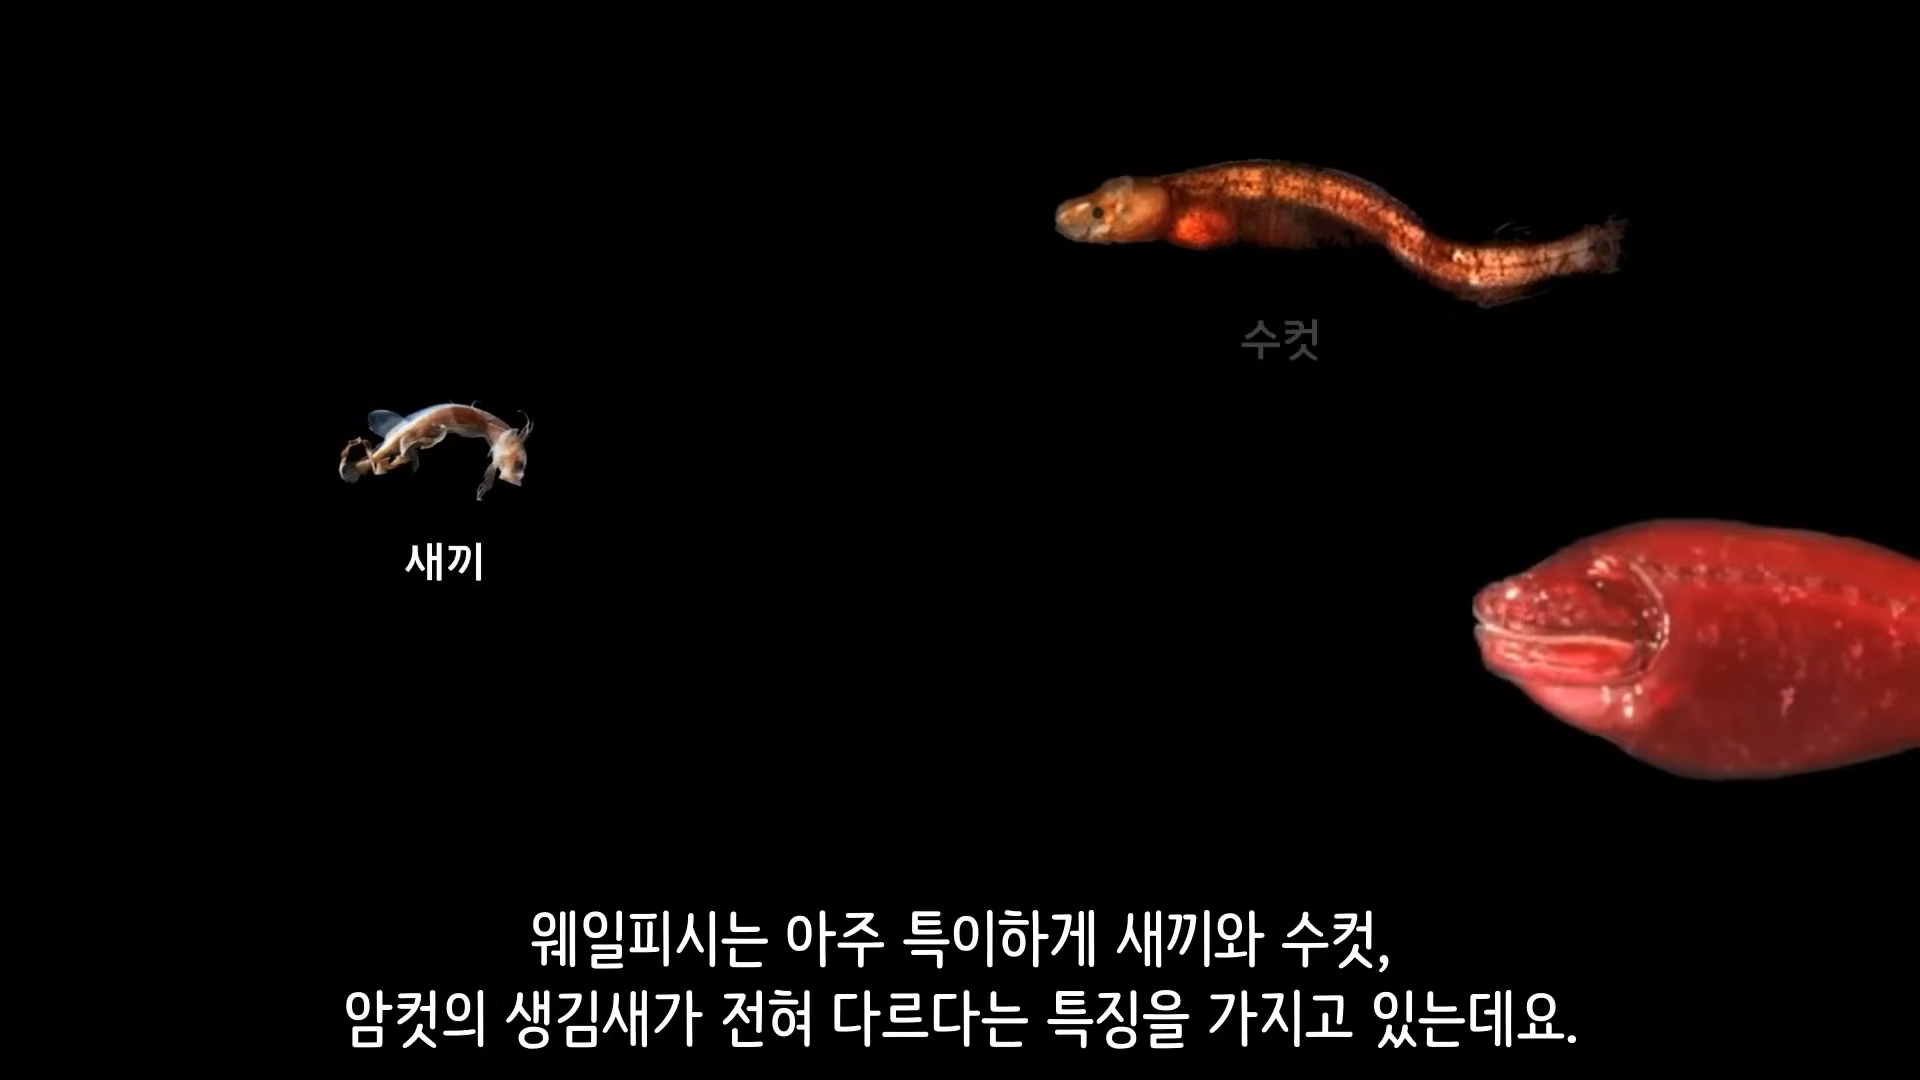 수컷
새끼
웨일피시는 아주 특이하게 새끼와 수컷,
암컷의 생김새가 전혀 다르다는 특징을 가지고 있는데요.